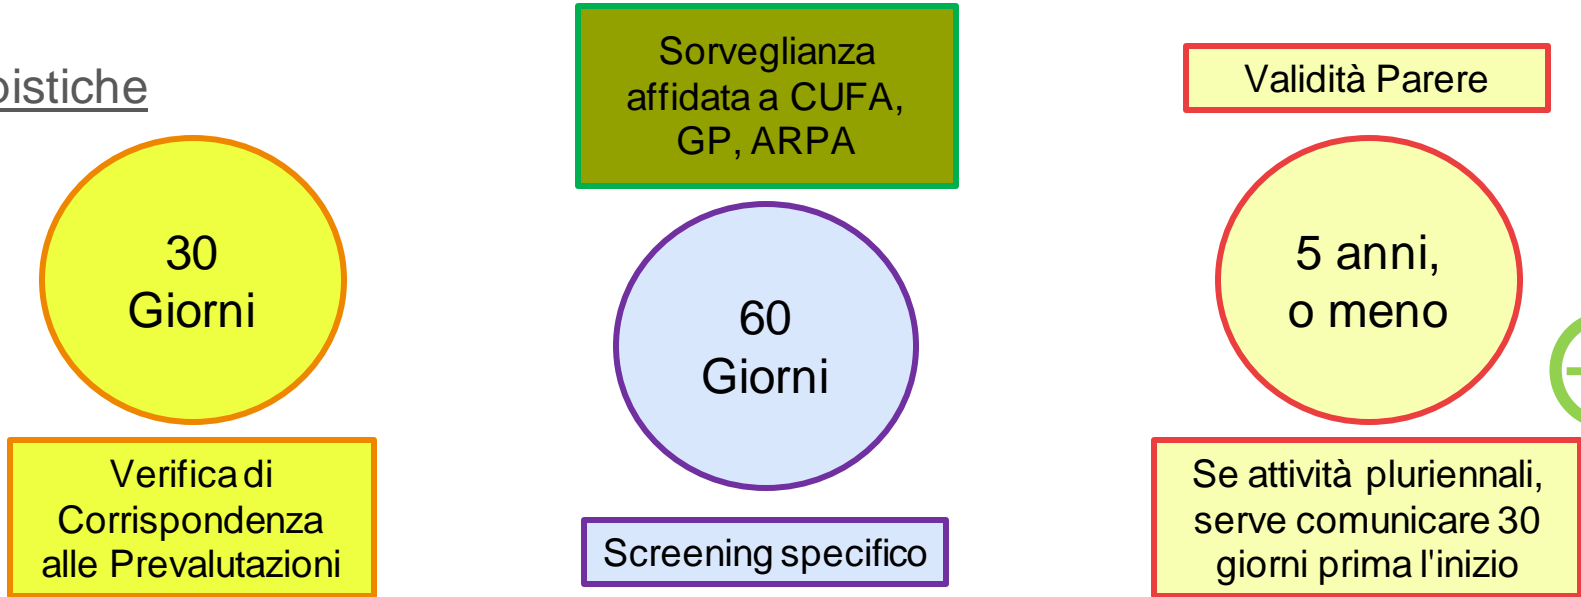 Sorveglianza
affidata a CUFA,
GP, ARPA
Validità Parere
30
Giorni
60
Giorni
5 anni,
o meno
Verifica di
Corrispondenza
alle Prevalutazioni
Screening specifico
Se attività pluriennali,
serve comunicare 30
giorni prima l'inizio